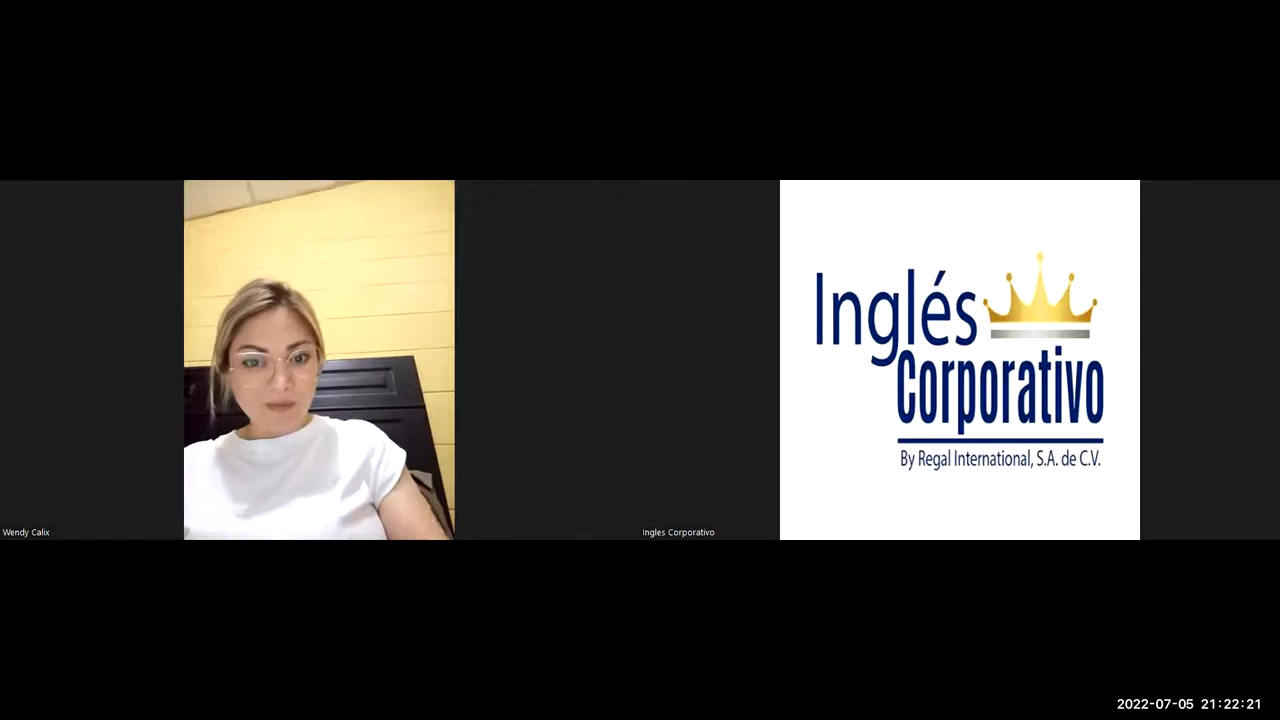 Inglés
Corporativo
By Regal International, S.A. de C.V.
Wendy Calix
Ingles Corporativo
2022-07-05 21:22:21